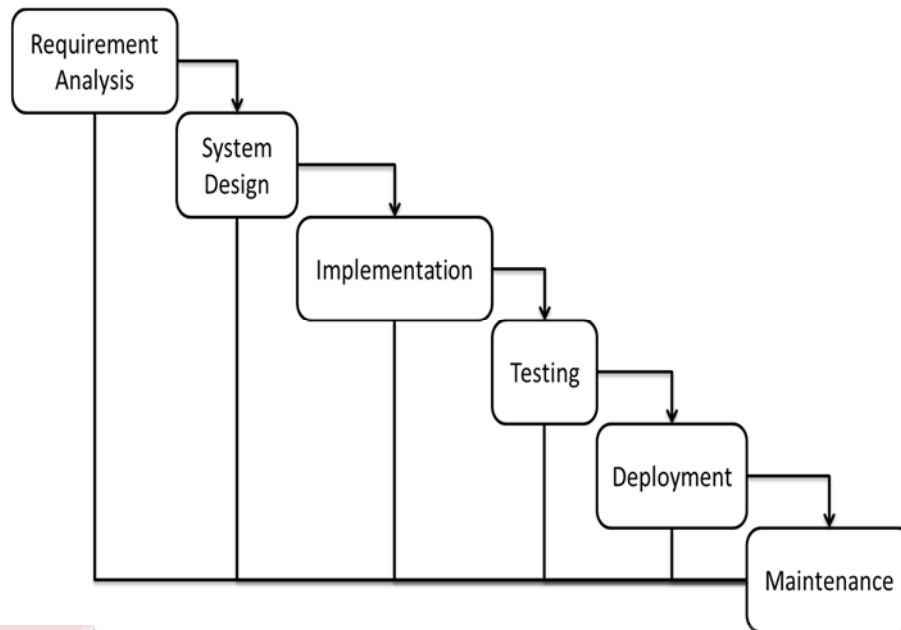 Requirement
Analysis
System
Design
Implementation
Testing
Deployment
Maintenance